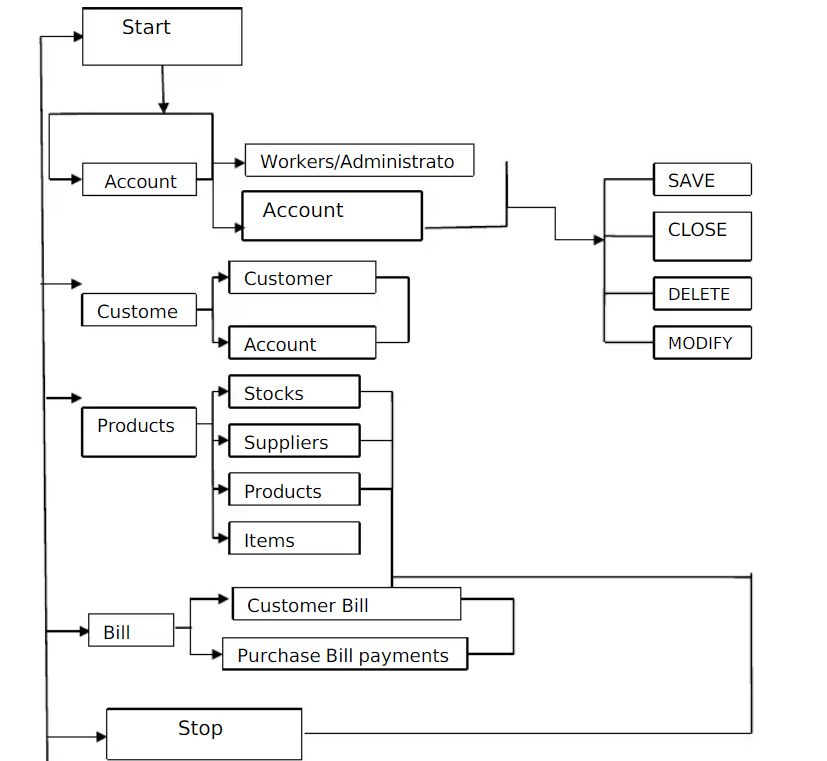 Start
Workers/Administrato
Account
Account
SAVE
CLOSE
DELETE
MODIFY
Custome
Customer
Account
Products
Stocks
Suppliers
Products
Items
Bill
Customer Bill
Purchase Bill payments
Stop